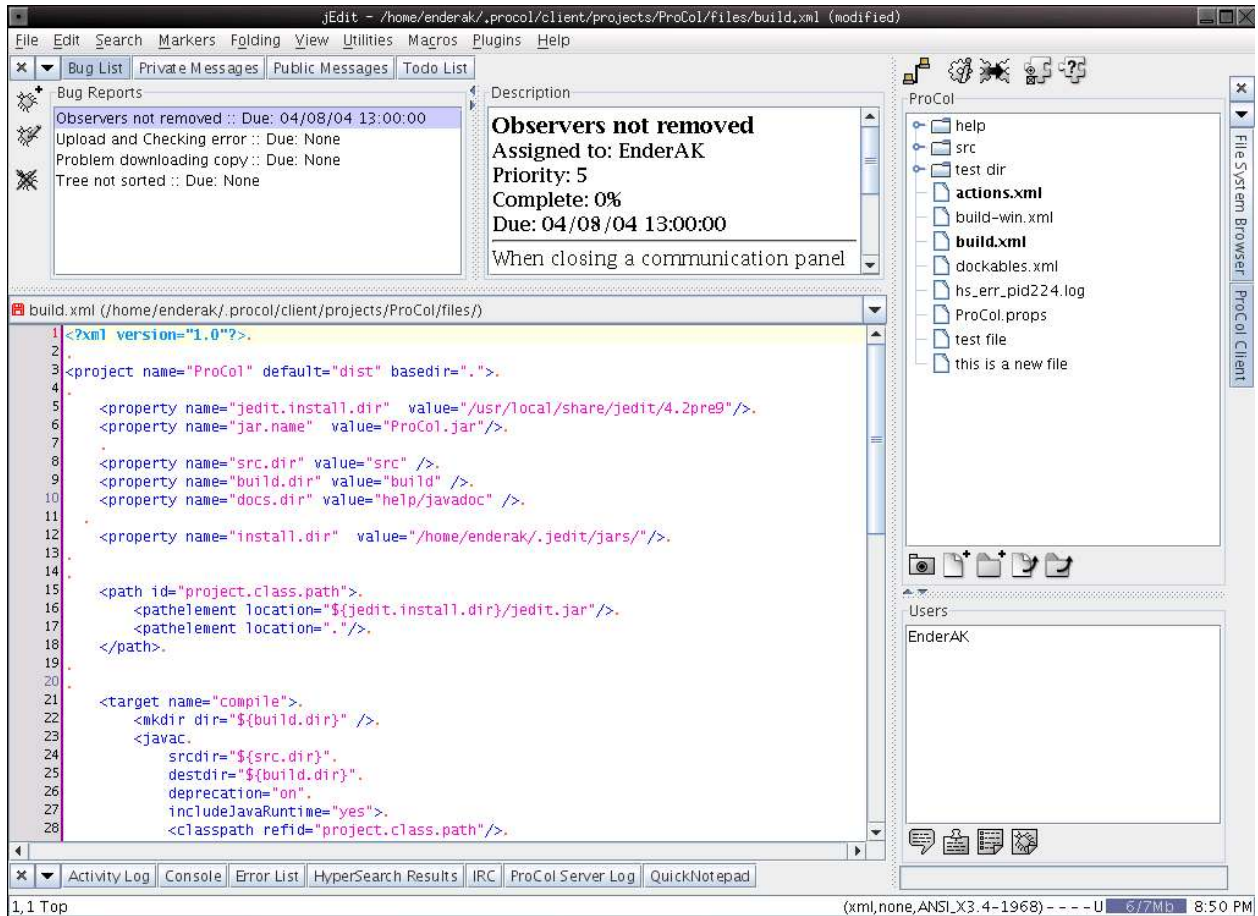 jEdit - /home/enderak/.procol/client/projects/ProCol/files/build.xml (modified)
File Edit Search Markers Folding View Utilities Macros Plugins Help
Bug List Private Messages Public Messages Todo List
Bug Reports
Observers not removed :: Due: 04/08/04 13:00:00
Upload and Checking error :: Due: None
Problem downloading copy :: Due: None
Tree not sorted :: Due: None
Description
Observers not removed
Assigned to: EnderAK
Priority: 5
Complete: 0%
Due: 04/08/04 13:00:00
When closing a communication panel
build.xml (/home/enderak/.procol/client/projects/ProCol/files/)
1 <?xml version="1.0"?>.
2 .
3 <project name="ProCol" default="dist" basedir=".">.
4 .
5 <property name="jedit.install.dir"  value="/usr/local/share/jedit/4.2pre9"/>.
6 <property name="jar.name"  value="ProCol.jar"/>.
7 .
8 <property name="src.dir" value="src" />.
9 <property name="build.dir" value="build" />.
10 <property name="docs.dir" value="help/javadoc" />.
11 .
12 <property name="install.dir"  value="/home/enderak/.jedit/jars/"/>.
13 .
14 .
15 <path id="project.class.path">.
16 <pathelement location="${jedit.install.dir}/jedit.jar"/>.
17 <pathelement location="."/>.
18 </path>.
19 .
20 .
21 <target name="compile">.
22 <mkdir dir="${build.dir}" />.
23 <javac.
24 srcdir="${src.dir}".
25 destdir="${build.dir}".
26 deprecation="on".
27 includeJavaRuntime="yes">.
28 <classpath refid="project.class.path"/>.
Activity Log Console Error List HyperSearch Results IRC ProCol Server Log QuickNotepad
1,1 Top
(xml,none,ANSI_X3.4-1968)- - - - U 6/7Mb 8:50 PM
ProCol
help
src
test dir
actions.xml
build-win.xml
build.xml
dockables.xml
hs_err_pid224.log
ProCol.props
test file
this is a new file
Users
EnderAK
File System Browser
ProCol Client